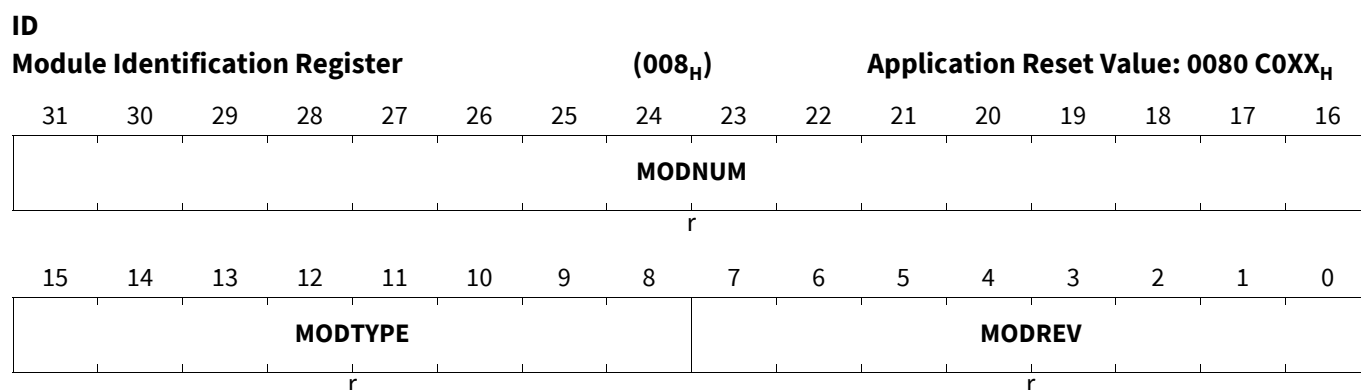 ID
Module Identification Register (008H) Application Reset Value: 0080 C0XXH
31 30 29 28 27 26 25 24 23 22 21 20 19 18 17 16
MODNUM
r
15 14 13 12 11 10 9 8 7 6 5 4 3 2 1 0
MODTYPE MODREV
r r